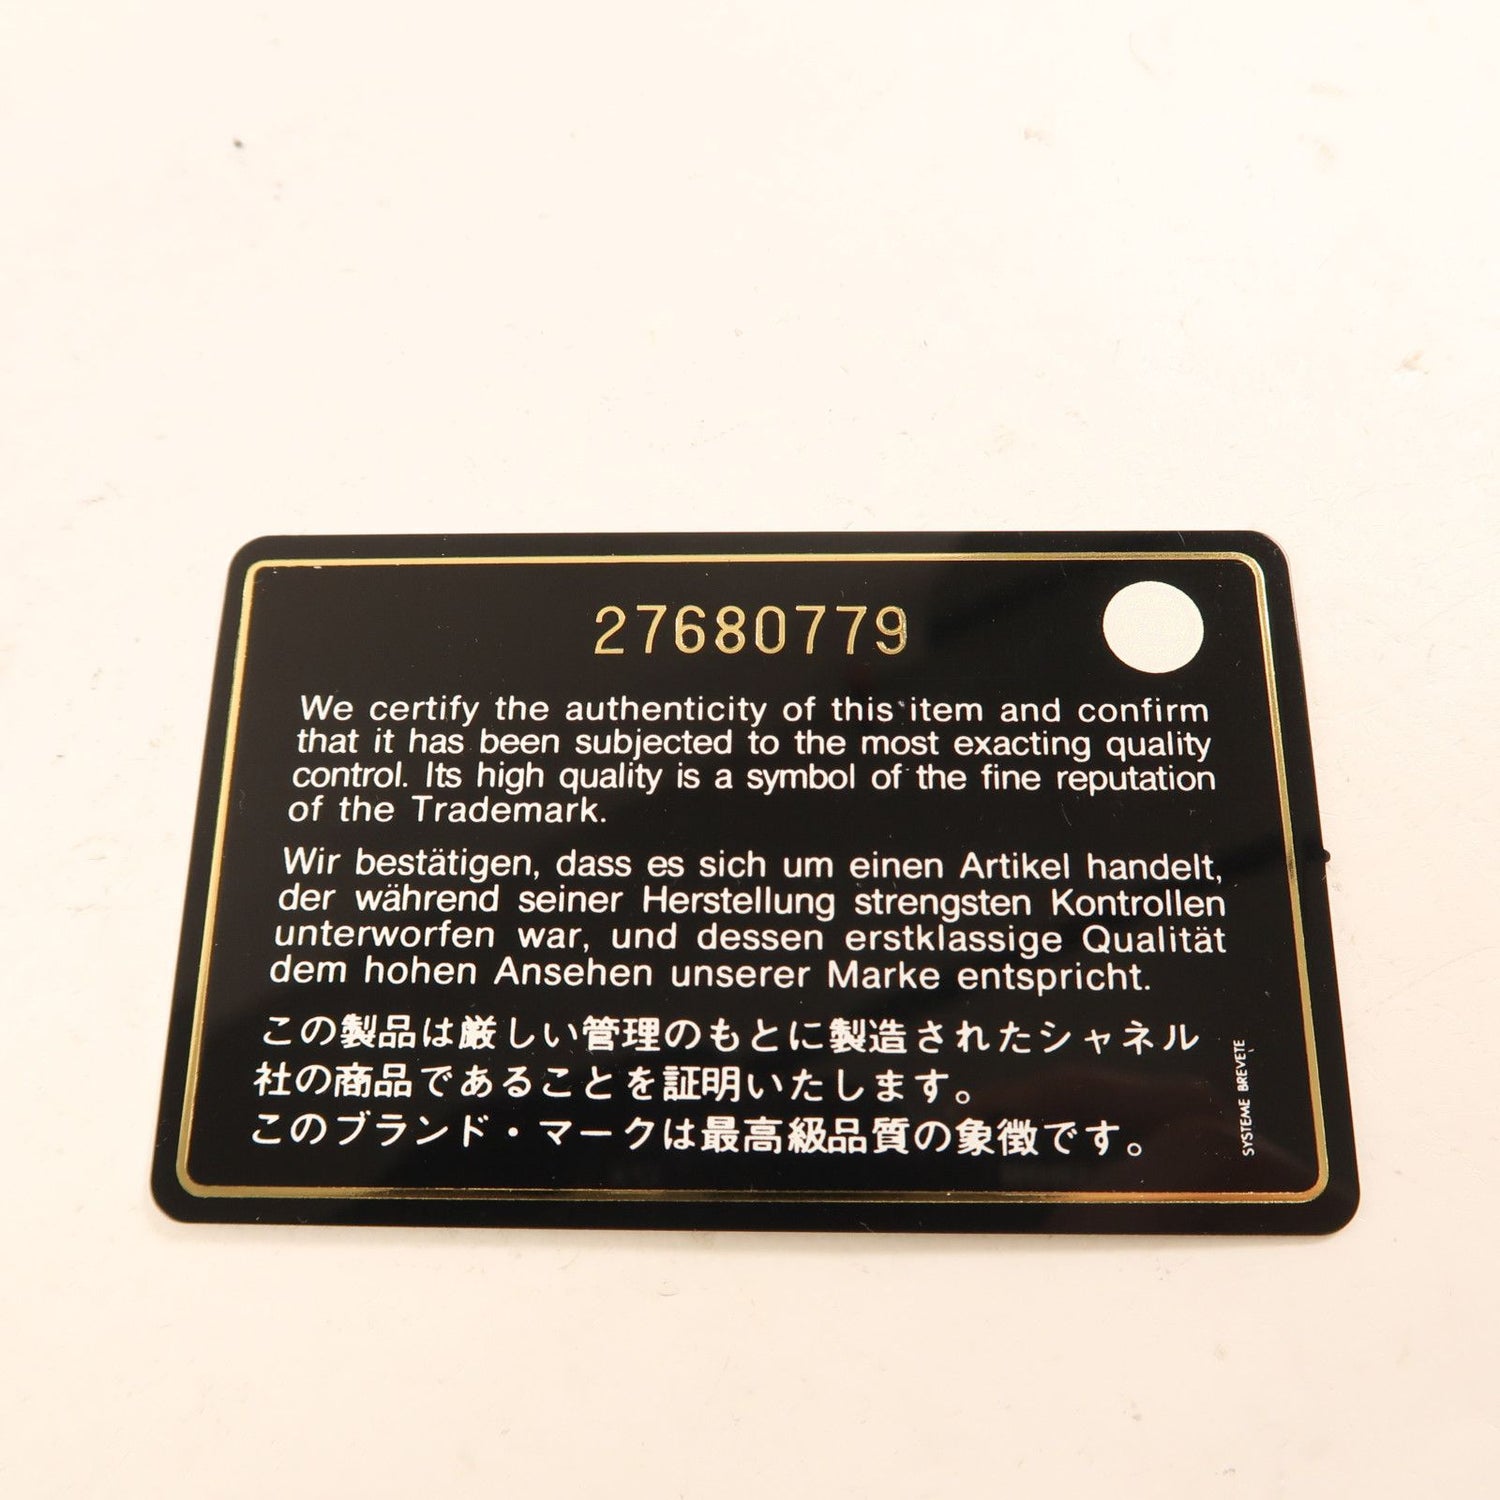 27680779
We certify the authenticity of this item and confirm
that it has been subjected to the most exacting quality
control. Its high quality is a symbol of the fine reputation
of the Trademark.
Wir bestätigen, dass es sich um einen Artikel handelt,
der während seiner Herstellung strengsten Kontrollen
unterworfen war, und dessen erstklassige Qualität
dem hohen Ansehen unserer Marke entspricht.
この製品は厳しい管理のもとに製造されたシャネル
社の商品であることを証明いたします。
このブランド・マークは最高級品質の象徴です。
SYSTEME BREVETE